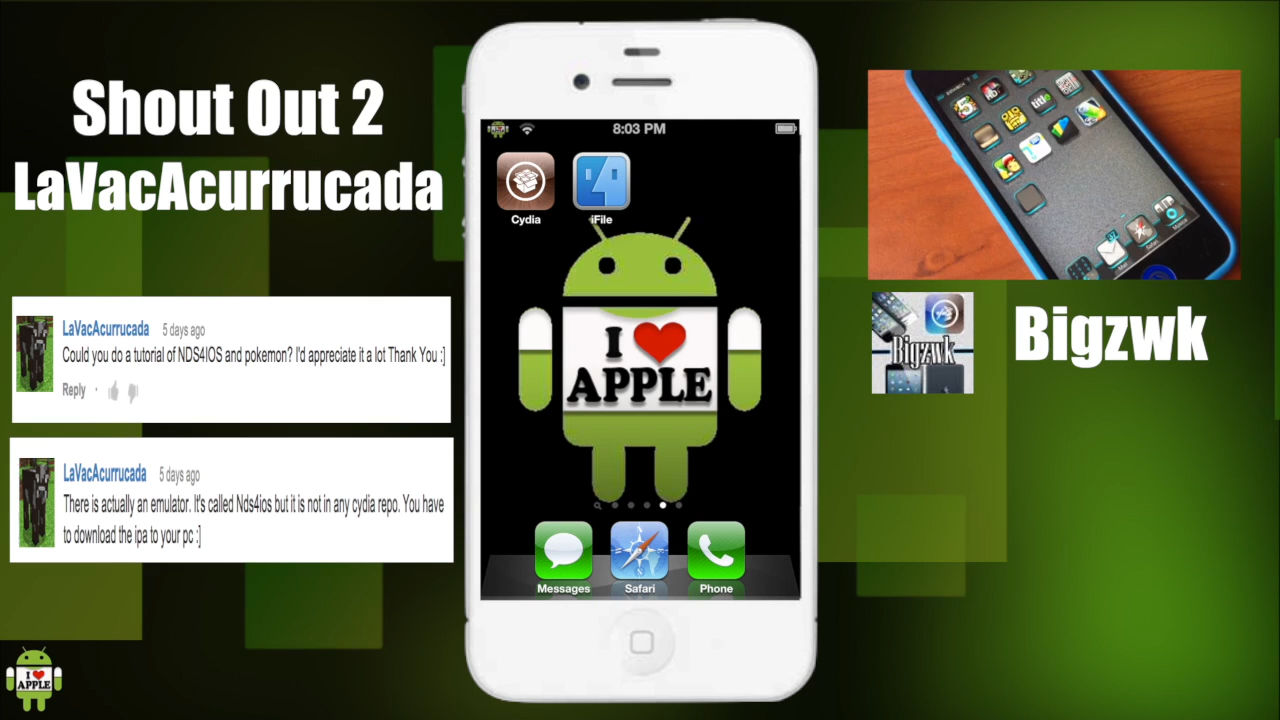 Shout Out 2
LaVacAcurrucada
LaVacAcurrucada 5 days ago
Could you do a tutorial of NDS4IOS and pokemon? I'd appreciate it a lot Thank You :]
Reply ·
LaVacAcurrucada 5 days ago
There is actually an emulator. It's called Nds4ios but it is not in any cydia repo. You have
to download the ipa to your pc :]
I ❤ APPLE
8:03 PM
Cydia
iFile
I ❤
APPLE
Messages
Safari
Phone
title
Mail
Safari
Bigzwk
Bigzwk